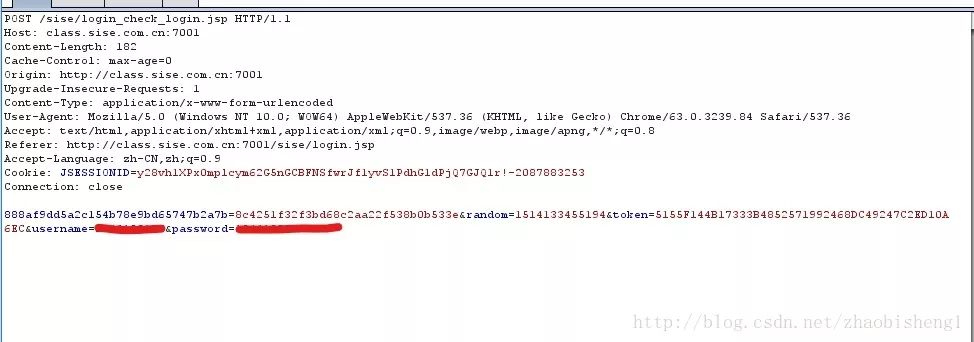 POST /sise/login_check_login.jsp HTTP/1.1
Host: class.sise.com.cn:7001
Content-Length: 182
Cache-Control: max-age=0
Origin: http://class.sise.com.cn:7001
Upgrade-Insecure-Requests: 1
Content-Type: application/x-www-form-urlencoded
User-Agent: Mozilla/5.0 (Windows NT 10.0; WOW64) AppleWebKit/537.36 (KHTML, like Gecko) Chrome/63.0.3239.84 Safari/537.36
Accept: text/html,application/xhtml+xml,application/xml;q=0.9,image/webp,image/apng,*/*;q=0.8
Referer: http://class.sise.com.cn:7001/sise/login.jsp
Accept-Language: zh-CN,zh;q=0.9
Cookie: JSESSIONID=y28vh1XPx0mp1cym62G5nGCBFNSfwrJf1yvS1PdhG1dPjQ7GJQ1r!-2087883253
Connection: close
888af9dd5a2c154b78e9bd65747b2a7b=8c4251f32f3bd68c2aa22f538b0b533e&random=1514133455194&token=5155F144B17333B4852571992468DC49247C2ED10A
6EC&username=&password=
http://blog.csdn.net/zhaobisheng1